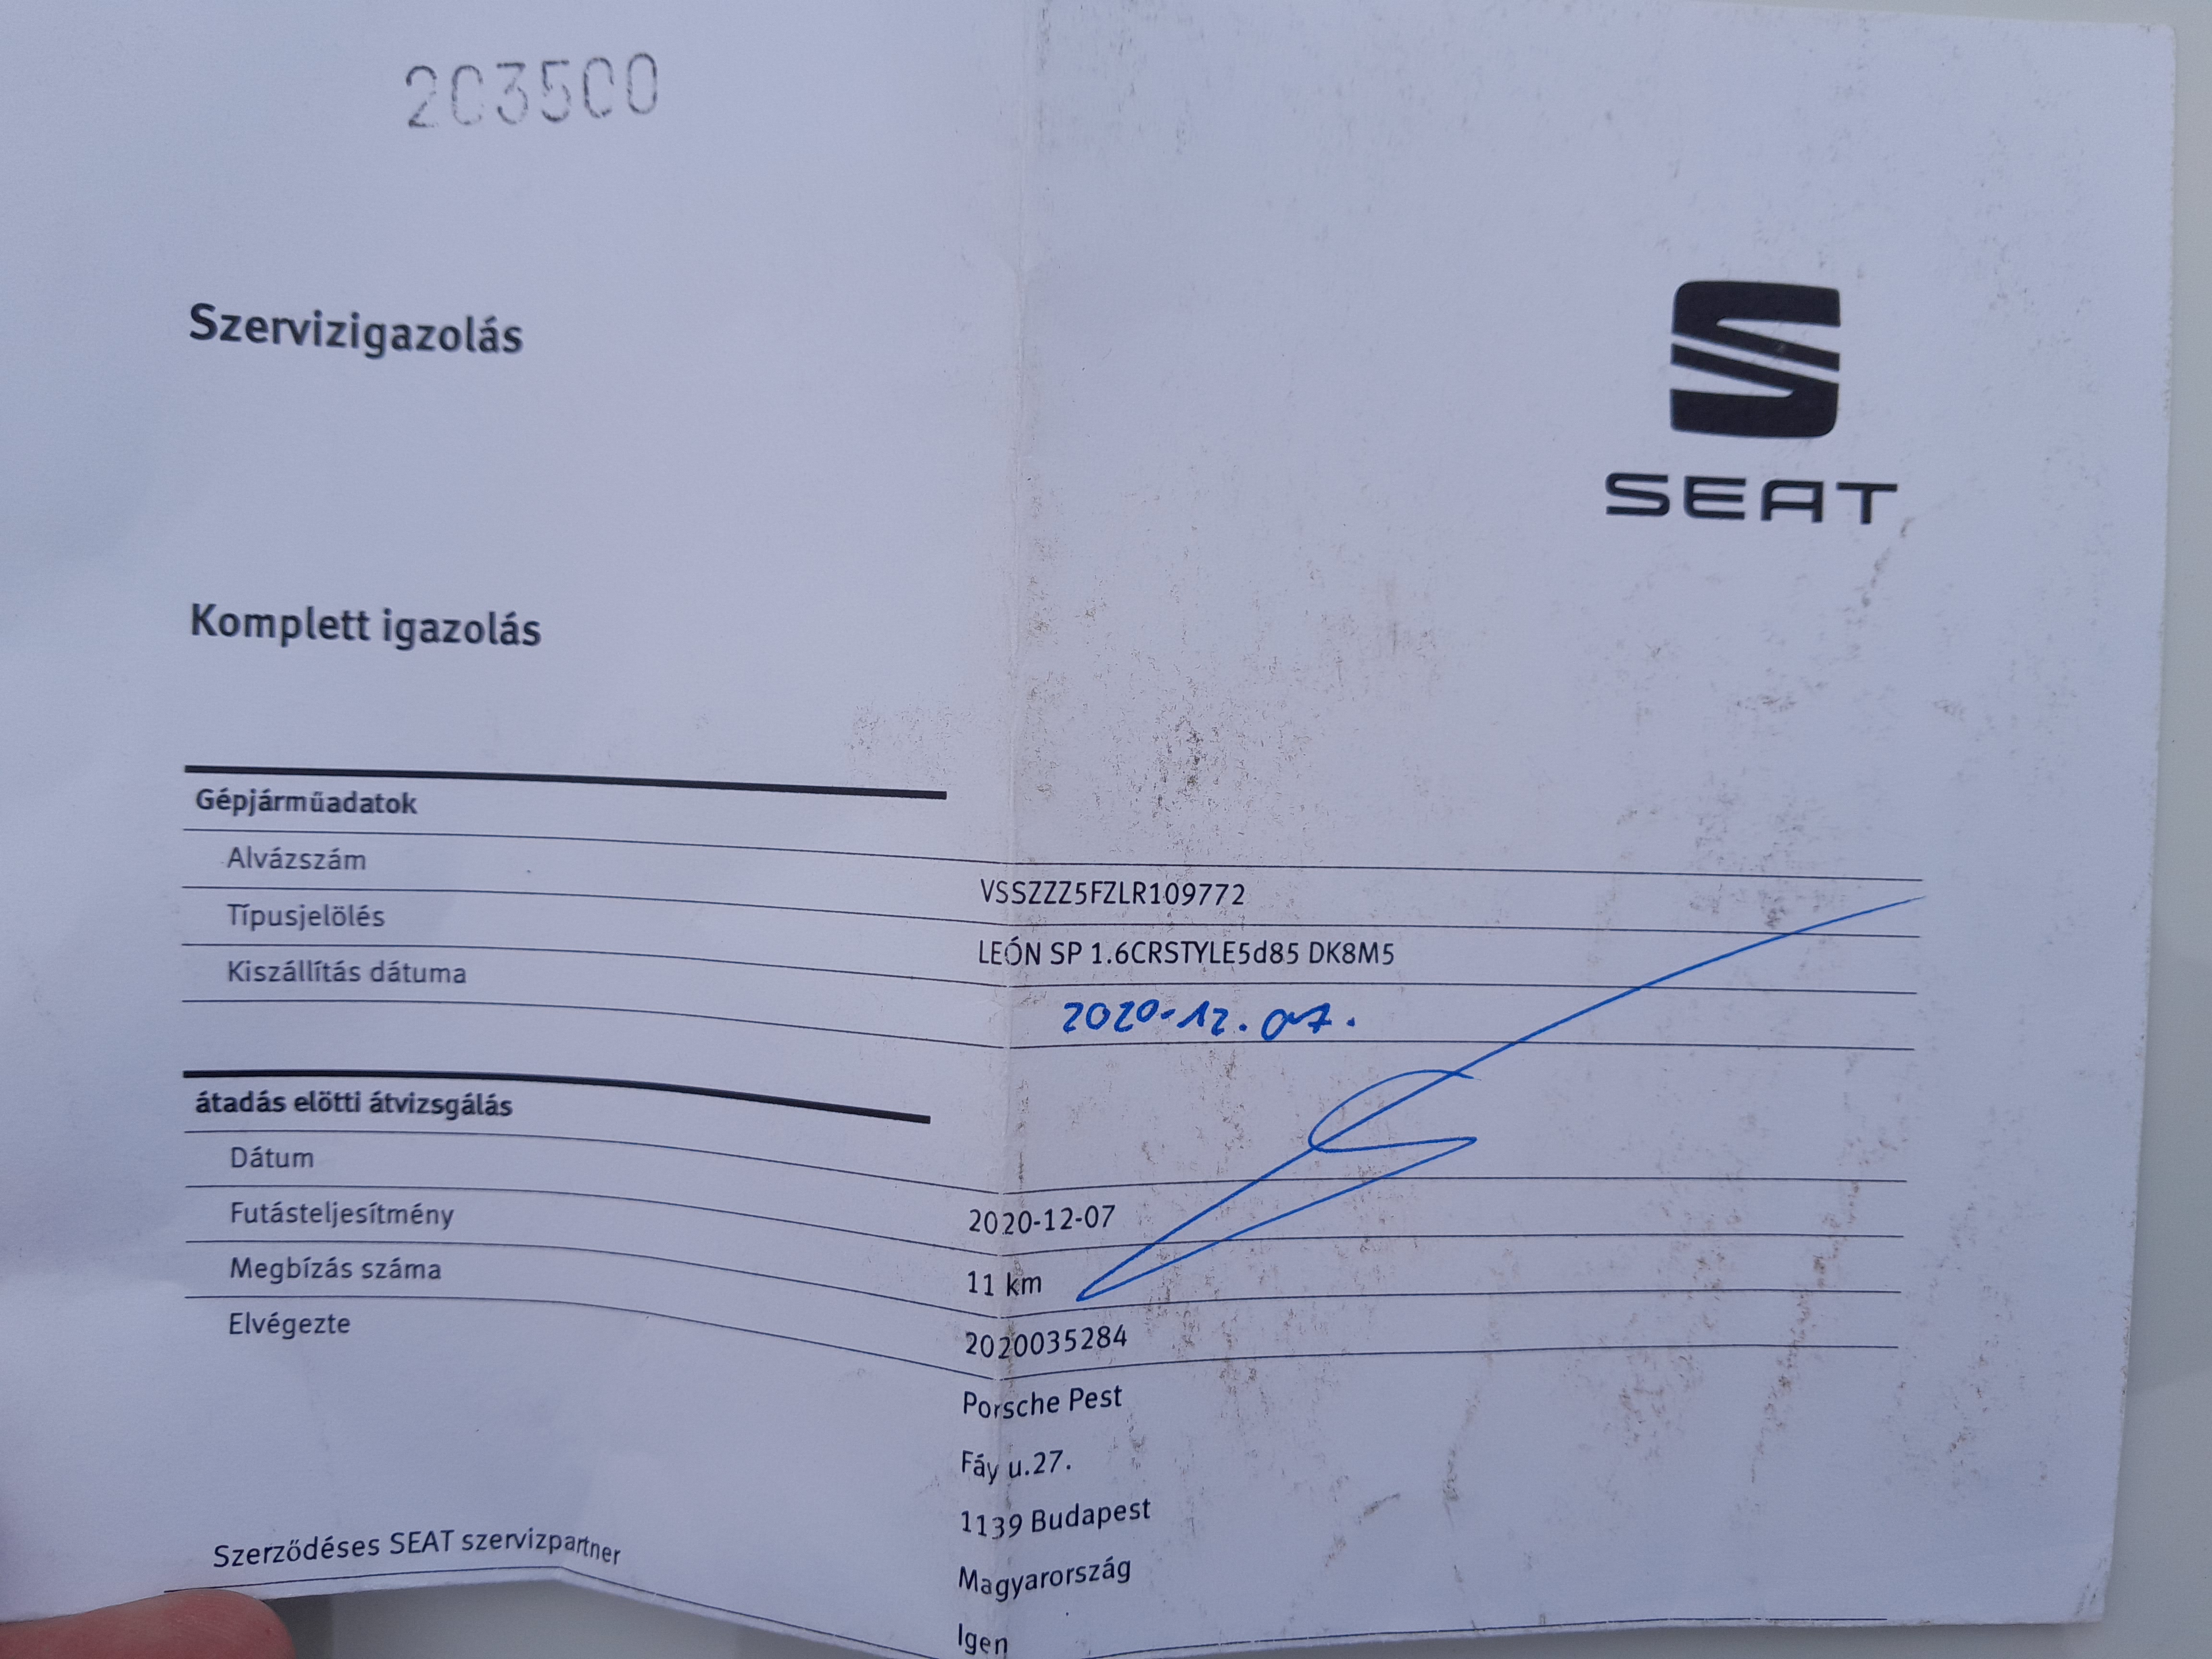 203500
Szervizigazolás
SEAT
Komplett igazolás
Gépjárműadatok
Alvázszám VSSZZZ5FZLR109772
Típusjelölés LEÓN SP 1.6CRSTYLE5d85 DK8M5
Kiszállítás dátuma 2020-12.07.
átadás elötti átvizsgálás
Dátum 2020-12-07
Futásteljesítmény 11 km
Megbízás száma 2020035284
Elvégezte Porsche Pest
Fáy u.27.
1139 Budapest
Magyarország
Szerződéses SEAT szervizpartner Igen